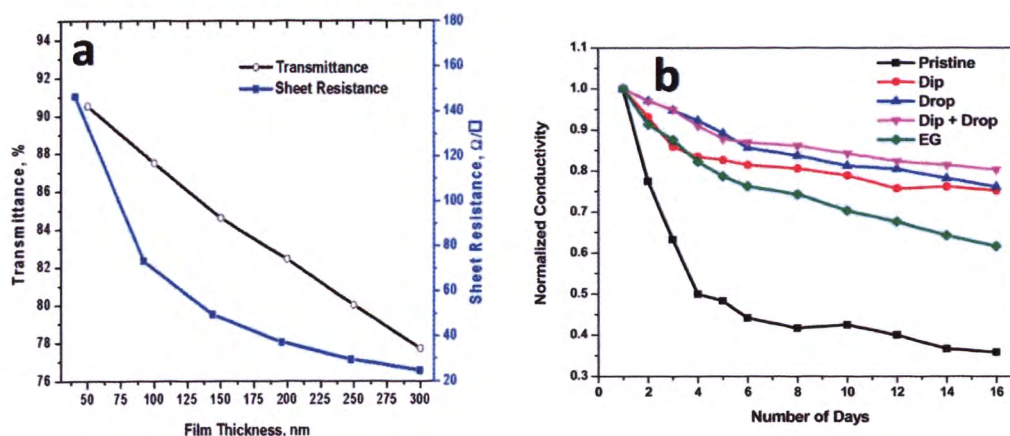 a
Transmittance
Sheet Resistance
Transmittance, %
94
92
90
88
86
84
82
80
78
76
180
160
140
120
100
80
60
40
20
Sheet Resistance, Ω/□
50 75 100 125 150 175 200 225 250 275 300
Film Thickness, nm
b
Pristine
Dip
Drop
Dip + Drop
EG
Normalized Conductivity
1.1
1.0
0.9
0.8
0.7
0.6
0.5
0.4
0.3
0 2 4 6 8 10 12 14 16
Number of Days